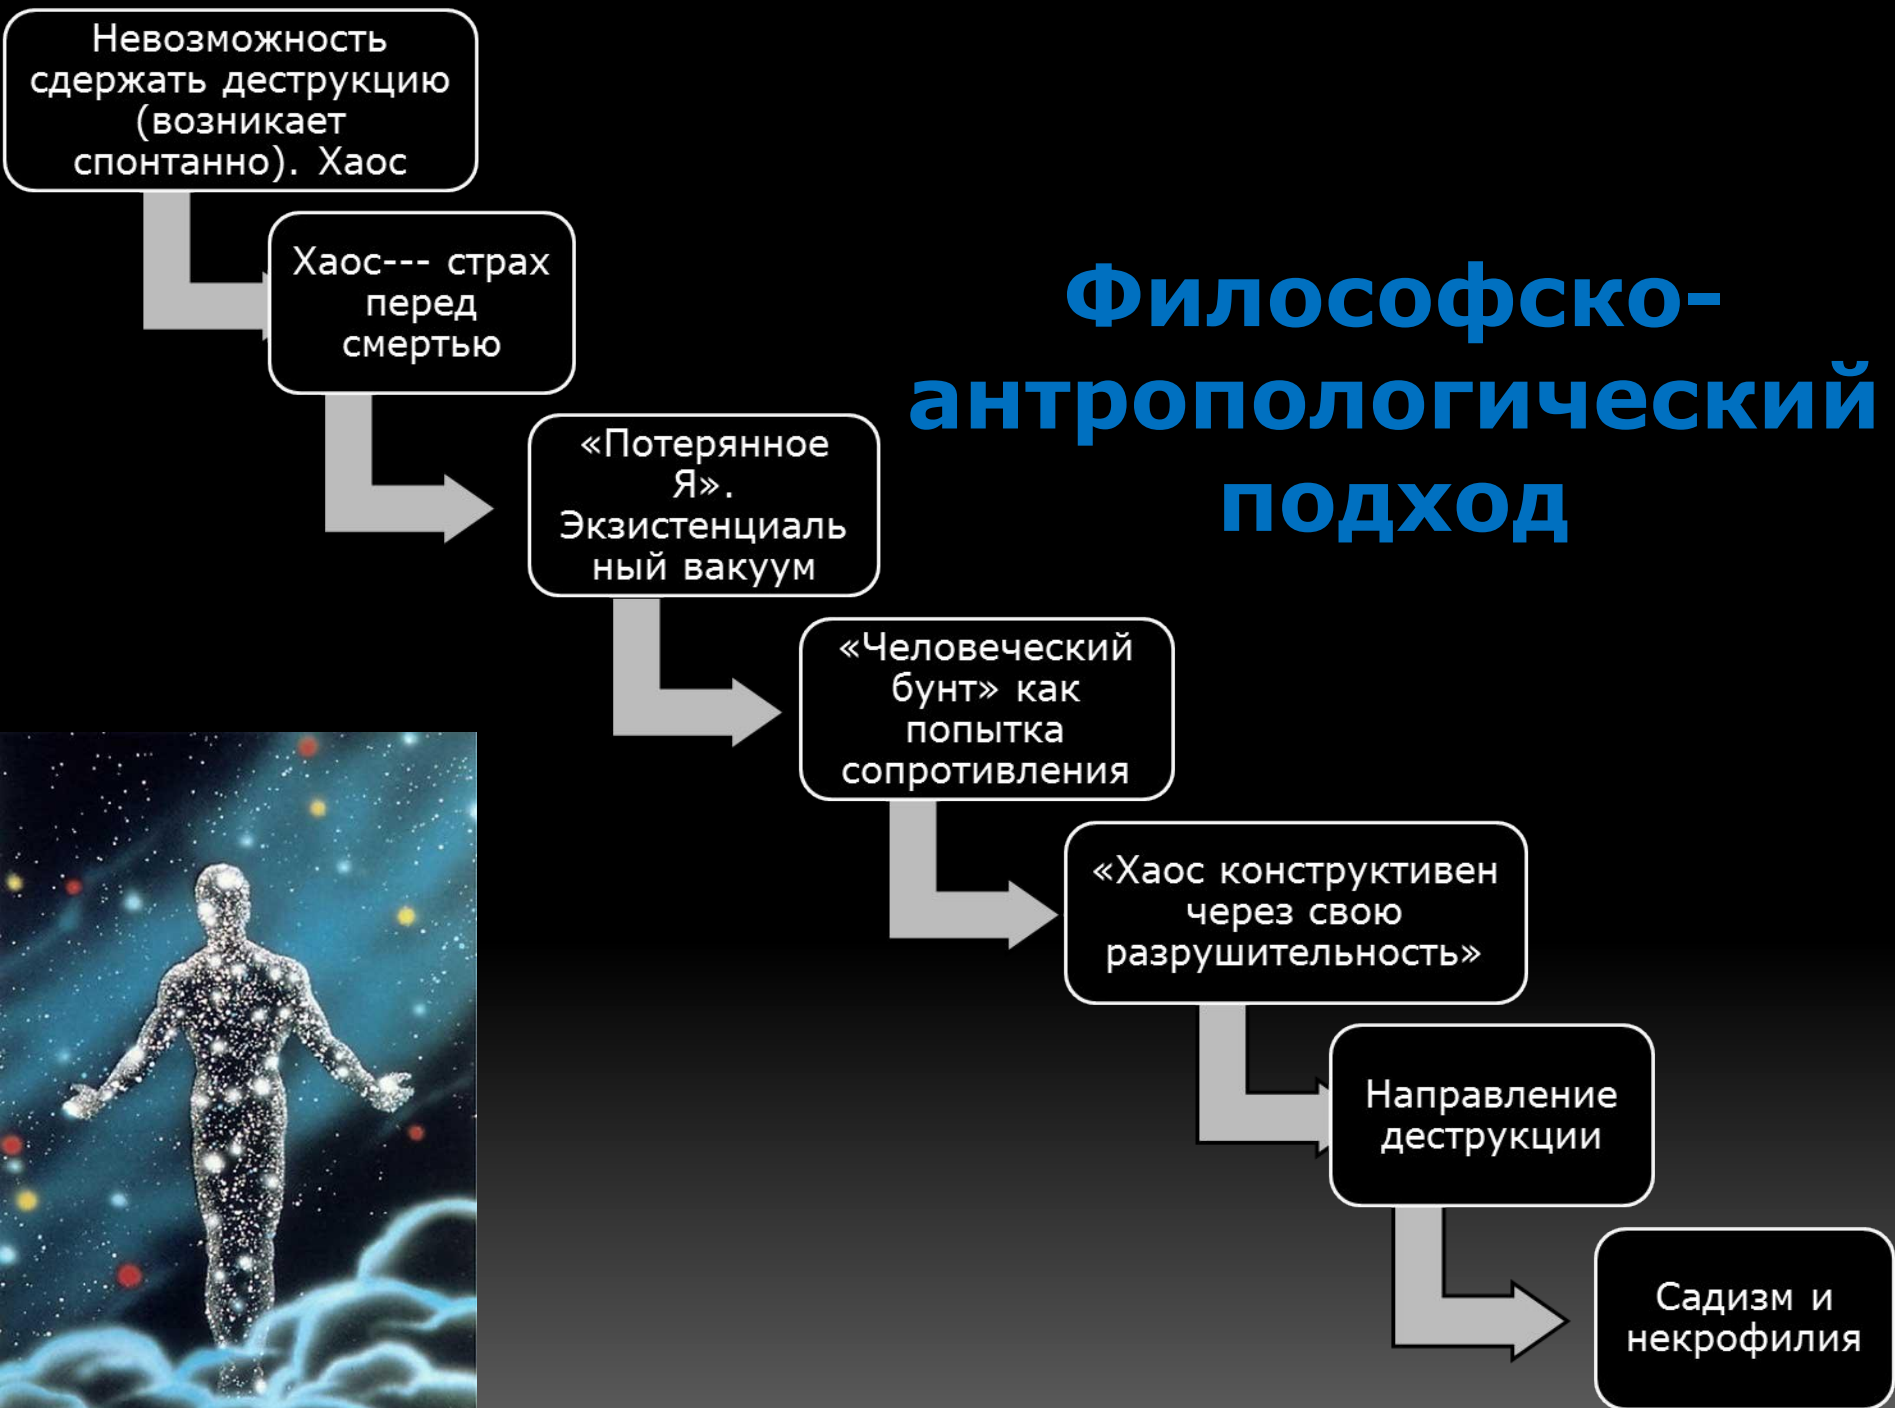 Невозможность
сдержать деструкцию
(возникает
спонтанно). Хаос
Хаос--- страх
перед
смертью
Философско-
антропологический
подход
«Потерянное
Я».
Экзистенциаль
ный вакуум
«Человеческий
бунт» как
попытка
сопротивления
«Хаос конструктивен
через свою
разрушительность»
Направление
деструкции
Садизм и
некрофилия